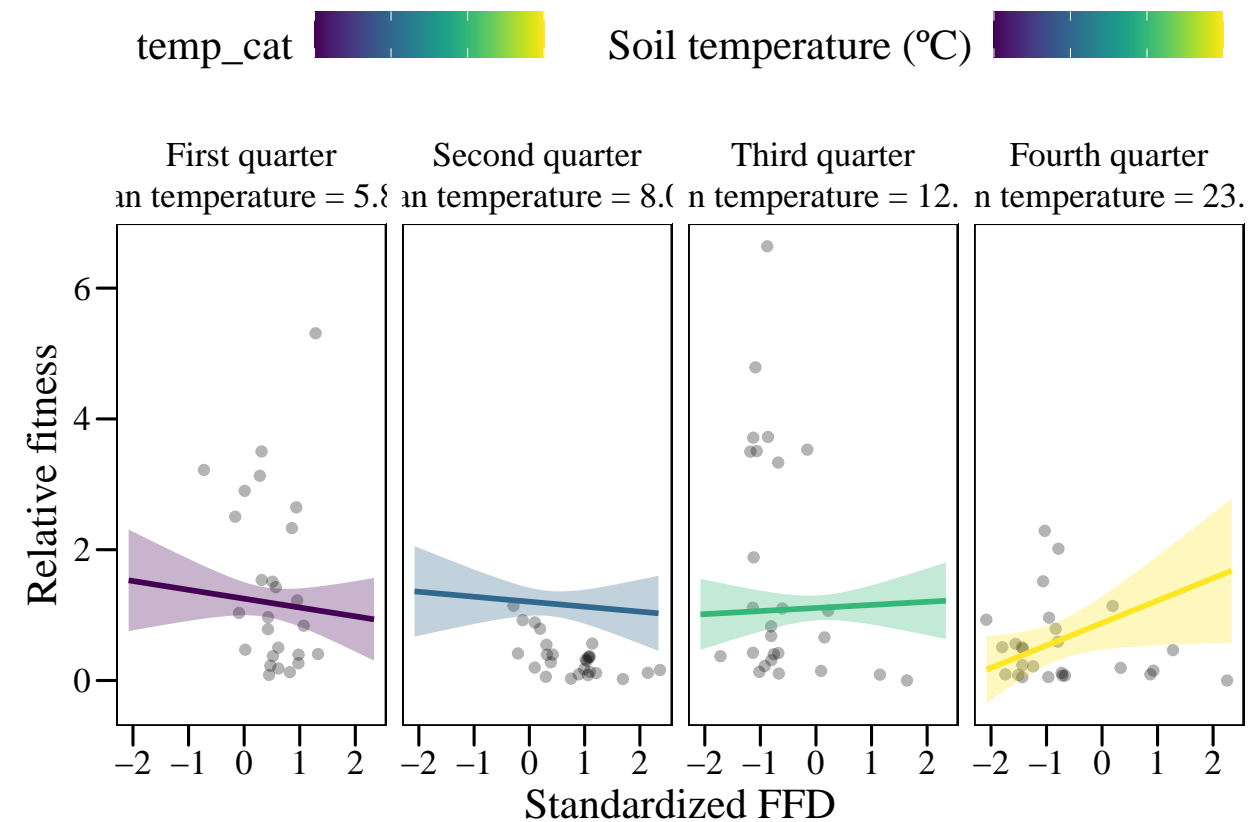 temp_cat
Soil temperature (ºC)
First quarter
an temperature = 5.8
Second quarter
an temperature = 8.0
Third quarter
n temperature = 12.
Fourth quarter
n temperature = 23.
Relative fitness
6
4
2
0
−2 −1 0 1 2
−2 −1 0 1 2
−2 −1 0 1 2
−2 −1 0 1 2
Standardized FFD